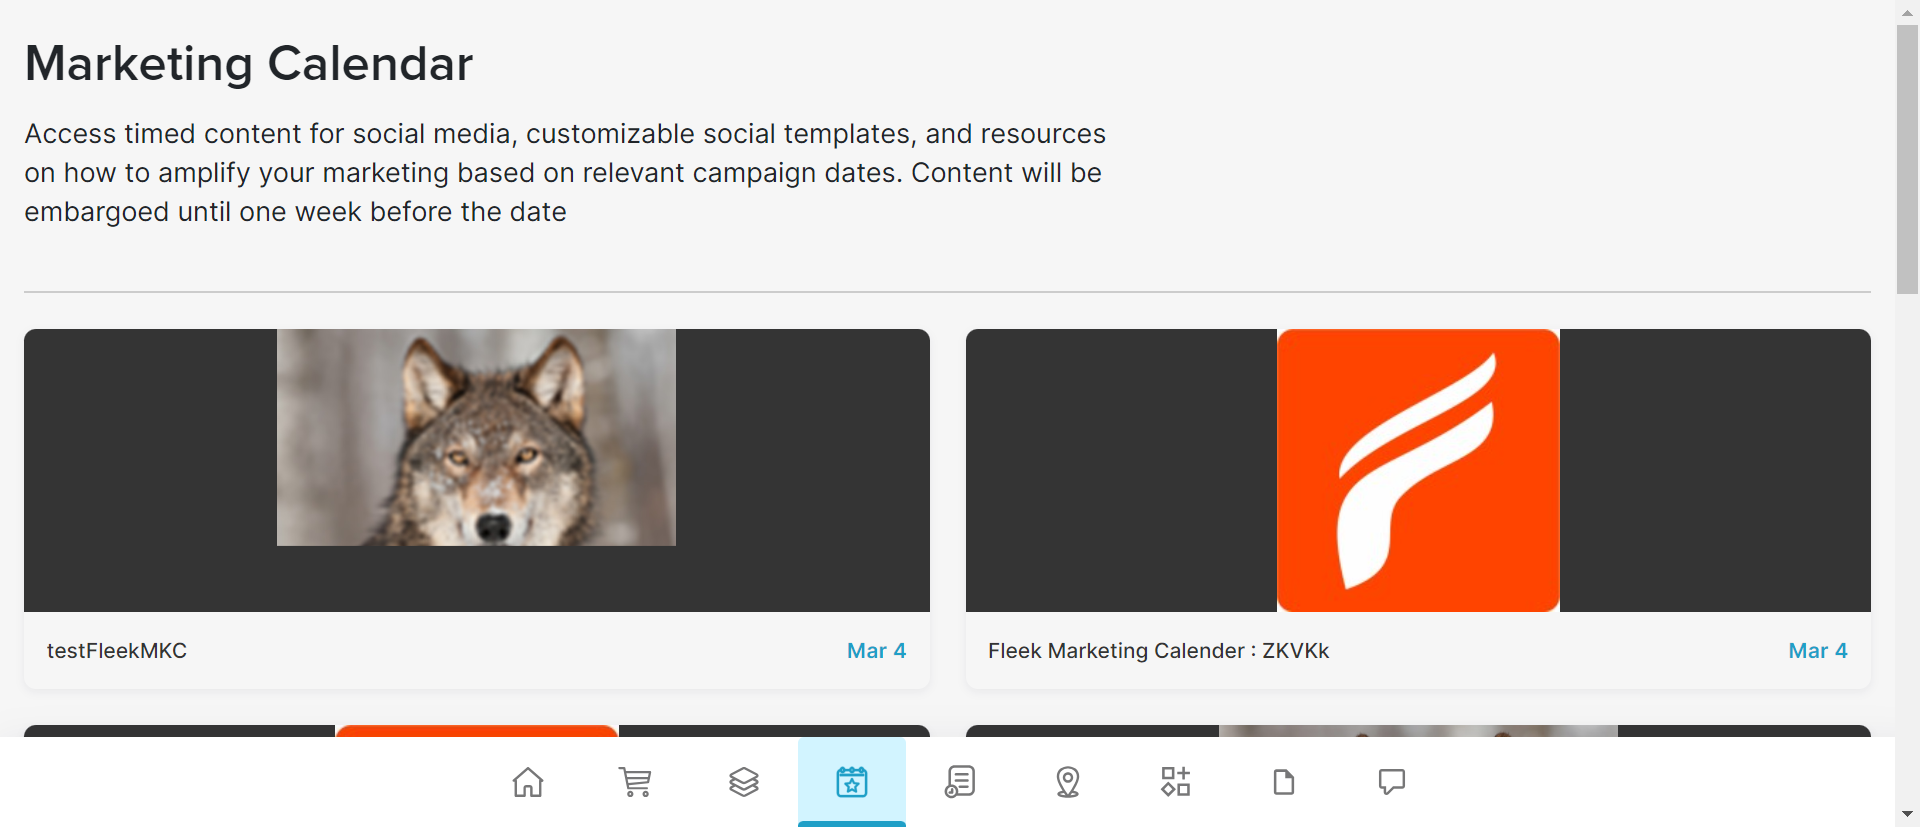 Marketing Calendar
Access timed content for social media, customizable social templates, and resources
on how to amplify your marketing based on relevant campaign dates. Content will be
embargoed until one week before the date
testFleekMKC
Mar 4
Fleek Marketing Calender : ZKVKk
Mar 4